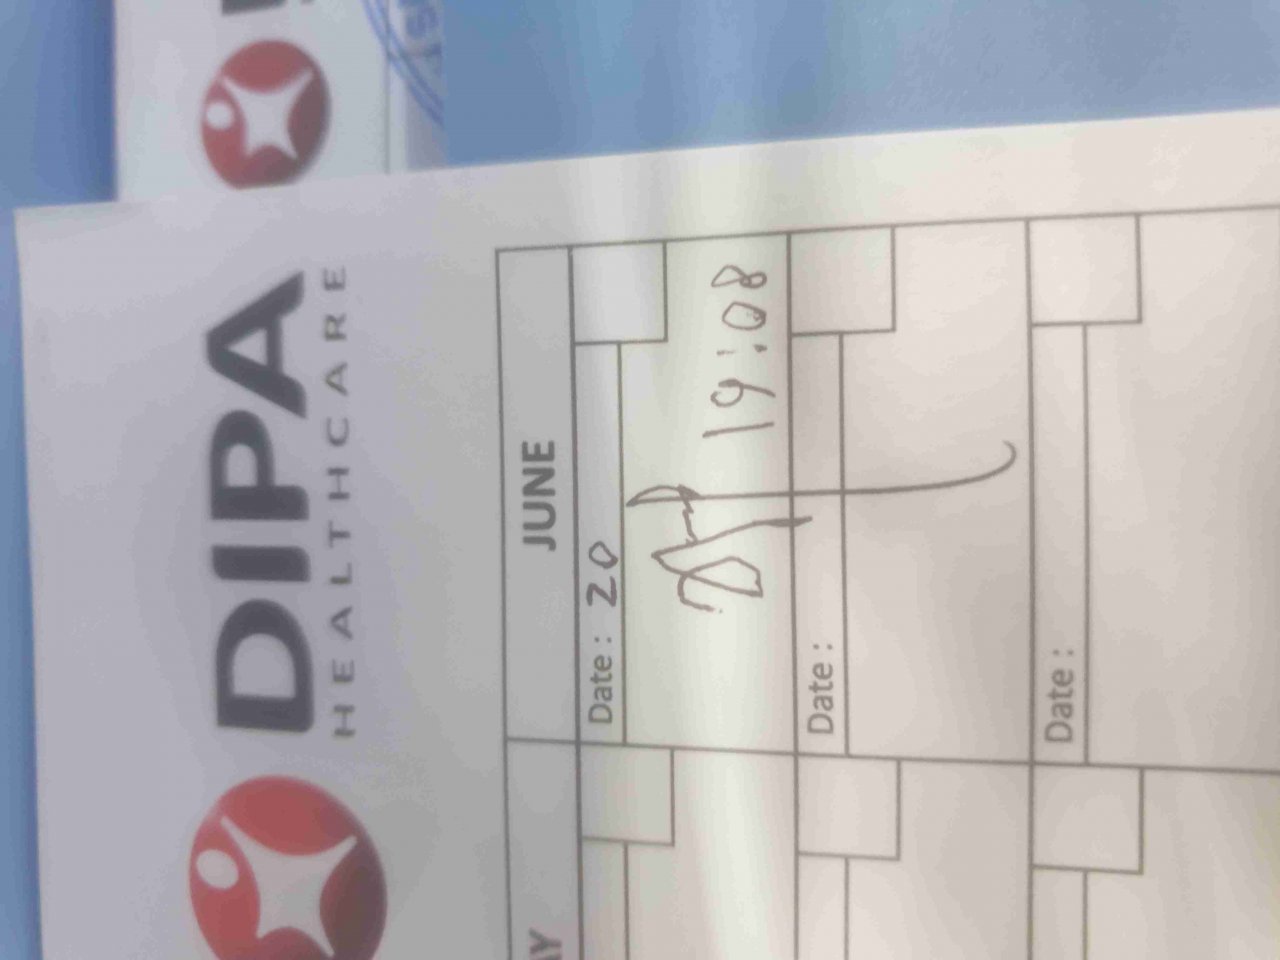 DIPA
HEALTHCARE
JUNE
Date : 20
19:08
Date :
Date :